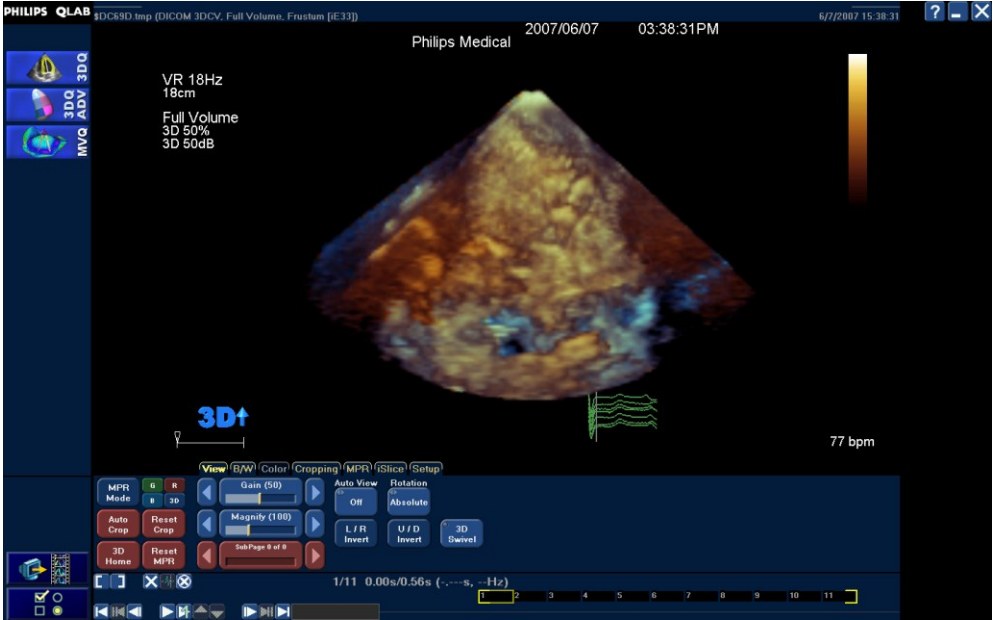 PHILIPS QLAB $DC69D.tmp (DICOM 3DCV, Full Volume, Frustum [iE33]) 6/7/2007 15:38:31 ?
Philips Medical 2007/06/07 03:38:31PM
3DQ
3DQ ADV
MVQ
VR 18Hz
18cm
Full Volume
3D 50%
3D 50dB
3D
77 bpm
View B/W Color Cropping MPR iSlice Setup
MPR Mode
G R
B 3D
Gain (50)
Auto View
Off
Rotation
Absolute
Auto Crop
Reset Crop
Magnify (100)
L / R Invert
U / D Invert
3D Swivel
3D Home
Reset MPR
SubPage 0 of 0
1/11 0.00s/0.56s (-.---s, --Hz)
1 2 3 4 5 6 7 8 9 10 11